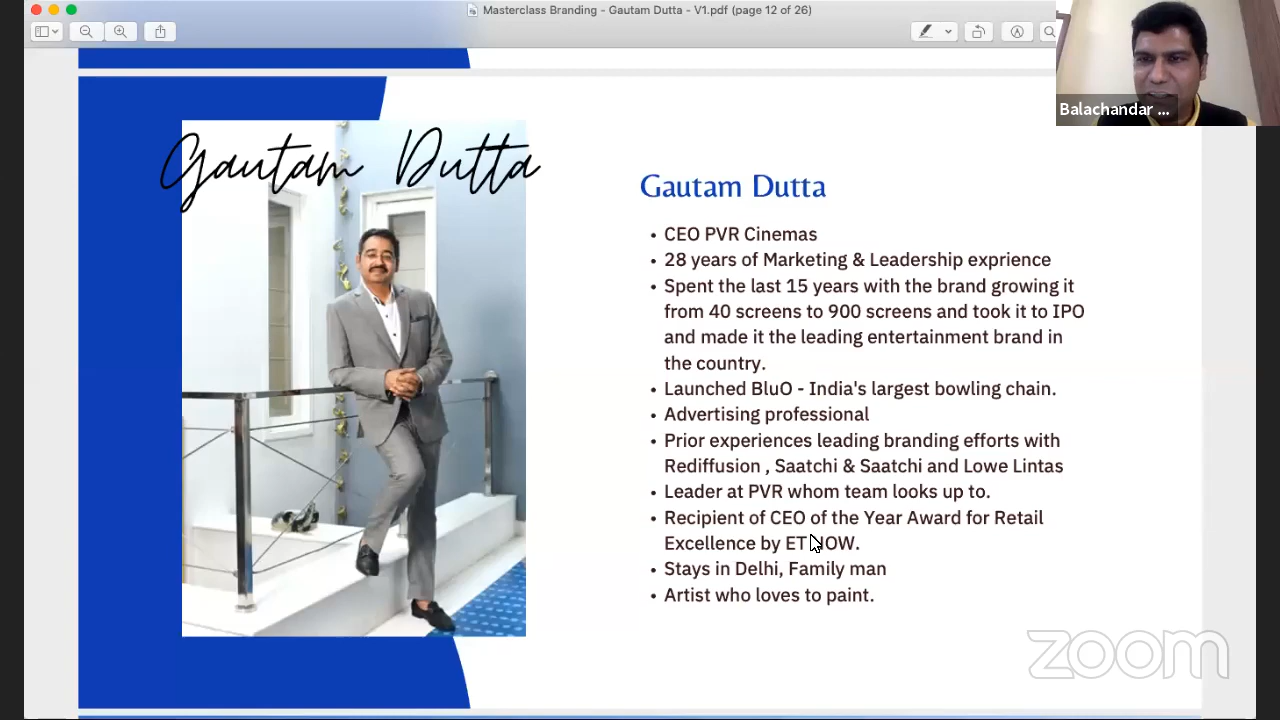 Masterclass Branding - Gautam Dutta - V1.pdf (page 12 of 26)
Balachandar ...
Gautam Dutta
Gautam Dutta
• CEO PVR Cinemas
• 28 years of Marketing & Leadership exprience
• Spent the last 15 years with the brand growing it
from 40 screens to 900 screens and took it to IPO
and made it the leading entertainment brand in
the country.
• Launched BluO - India's largest bowling chain.
• Advertising professional
• Prior experiences leading branding efforts with
Rediffusion , Saatchi & Saatchi and Lowe Lintas
• Leader at PVR whom team looks up to.
• Recipient of CEO of the Year Award for Retail
Excellence by ET NOW.
• Stays in Delhi, Family man
• Artist who loves to paint.
zoom